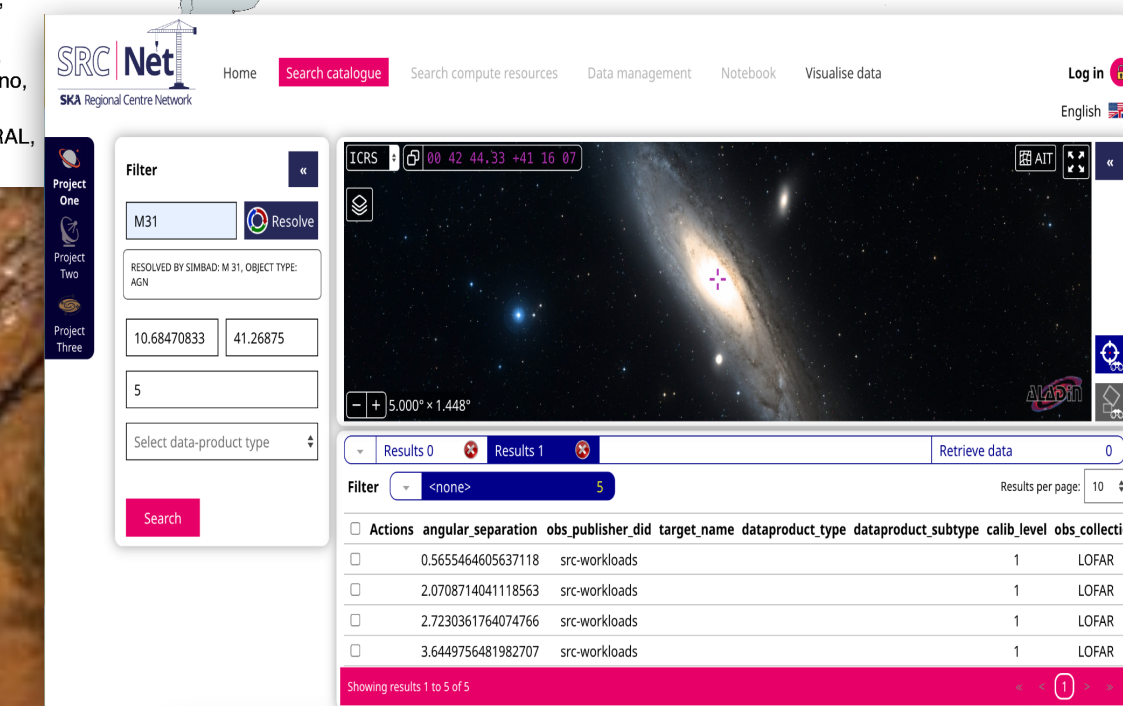 no,
RAL,
SRC Net
SKA Regional Centre Network
Home Search catalogue Search compute resources Data management Notebook Visualise data
Log in
English
Project One
Project Two
Project Three
Filter «
M31 Resolve
RESOLVED BY SIMBAD: M 31, OBJECT TYPE:
AGN
10.68470833 41.26875
5
Select data-product type
Search
ICRS 00 42 44.33 +41 16 07 AIT «
− + 5.000° × 1.448°
ALADIN
Results 0 Results 1 Retrieve data 0
Filter <none> 5 Results per page: 10
Actions angular_separation obs_publisher_did target_name dataproduct_type dataproduct_subtype calib_level obs_collecti
0.5655464605637118 src-workloads 1 LOFAR
2.0708714041118563 src-workloads 1 LOFAR
2.7230361764074766 src-workloads 1 LOFAR
3.6449756481982707 src-workloads 1 LOFAR
Showing results 1 to 5 of 5 « < 1 > »